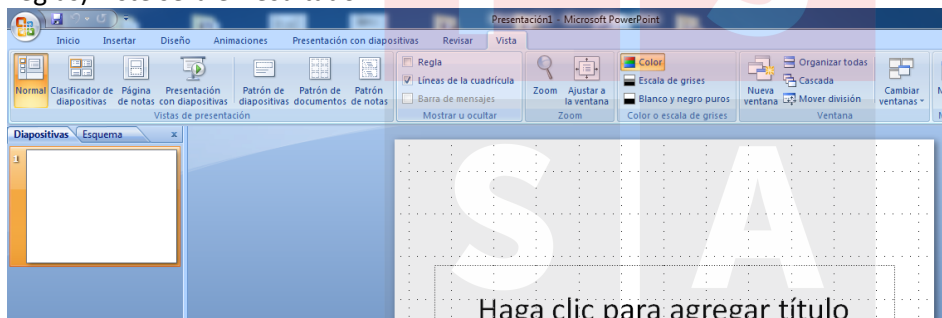 Presentación1 - Microsoft PowerPoint
Inicio Insertar Diseño Animaciones Presentación con diapositivas Revisar Vista
Normal
Clasificador de diapositivas
Página de notas
Presentación con diapositivas
Patrón de diapositivas
Patrón de documentos
Patrón de notas
Vistas de presentación
Regla
Líneas de la cuadrícula
Barra de mensajes
Mostrar u ocultar
Zoom
Ajustar a la ventana
Zoom
Color
Escala de grises
Blanco y negro puros
Color o escala de grises
Nueva ventana
Organizar todas
Cascada
Mover división
Cambiar ventanas
Ventana
Diapositivas Esquema x
1
S A
Haga clic para agregar título